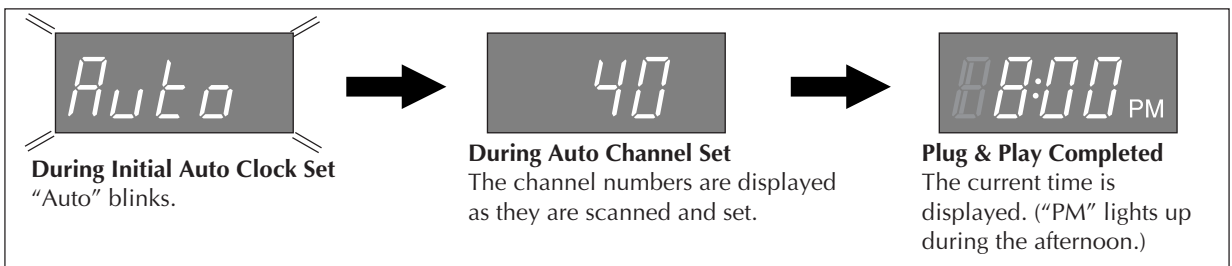 Auto
During Initial Auto Clock Set
“Auto” blinks.
40
During Auto Channel Set
The channel numbers are displayed
as they are scanned and set.
8:00 PM
Plug & Play Completed
The current time is
displayed. (“PM” lights up
during the afternoon.)